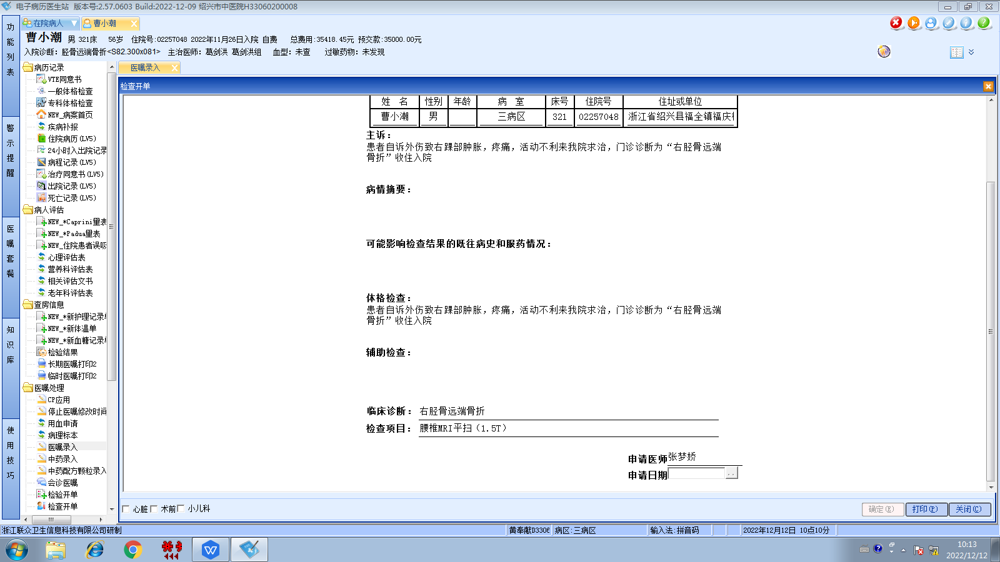 电子病历医生站 版本号:2.57.0603 Build:2022-12-09 绍兴市中医院H33060200008
在院病人
曹小潮
曹小潮 男 321床 56岁 住院号:02257048 2022年11月26日入院 自费 总费用:35418.45元 预交款:35000.00元
入院诊断: 胫骨远端骨折<S82.300x081> 主治医师: 葛剑洪 葛剑洪组 血型: 未查 过敏药物: 未发现
功能列表
警示提醒
医嘱套餐
知识库
使用技巧
病历记录
VTE同意书
一般体格检查
专科体格检查
NEW_病案首页
疾病补报
住院病历(LV5)
24小时入出院记录
病程记录(LV5)
治疗同意书(LV5)
出院记录(LV5)
死亡记录(LV5)
病人评估
NEW_*Caprini量表
NEW_*Padua量表
NEW_住院患者误吸
心理评估表
营养科评估表
相关评估文书
老年科评估表
查房信息
NEW_*新护理记录单
NEW_*新体温单
NEW_*新血糖记录单
检验结果
长期医嘱打印2
临时医嘱打印2
医嘱处理
CP应用
停止医嘱修改时间
用血申请
病理标本
医嘱录入
中药录入
中药配方颗粒录入
会诊医嘱
检验开单
检查开单
医嘱录入
检查开单
姓 名 性别 年龄 病 室 床号 住院号 住址或单位
曹小潮 男 三病区 321 02257048 浙江省绍兴县福全镇福庆村
主诉：
患者自诉外伤致右踝部肿胀，疼痛，活动不利来我院求治，门诊诊断为“右胫骨远端
骨折”收住入院
病情摘要：
可能影响检查结果的既往病史和服药情况：
体格检查：
患者自诉外伤致右踝部肿胀，疼痛，活动不利来我院求治，门诊诊断为“右胫骨远端
骨折”收住入院
辅助检查：
临床诊断： 右胫骨远端骨折
检查项目： 腰椎MRI平扫（1.5T）
申请医师 张梦娇
申请日期 ..
心脏 术前 小儿科
确定(E) 打印(P) 关闭(C)
浙江联众卫生信息科技有限公司研制 黄奉献D3306 病区:三病区 输入法:拼音码 2022年12月12日 10点10分
10:13
2022/12/12